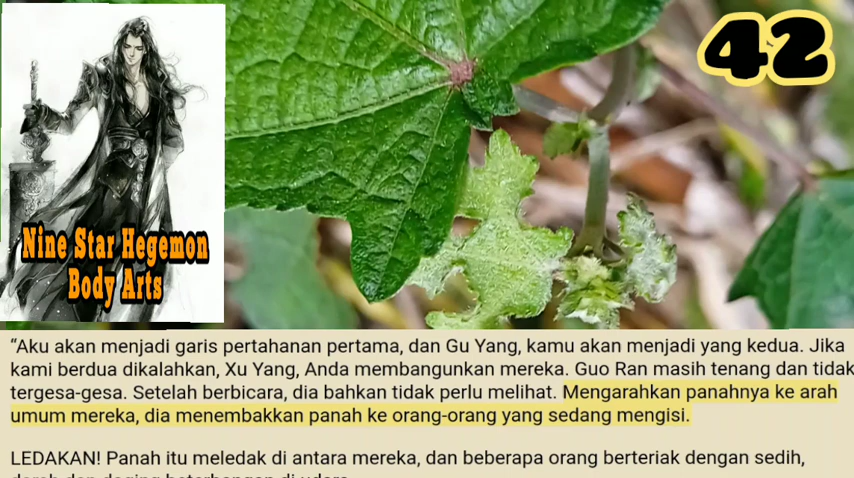 42
Nine Star Hegemon
Body Arts
“Aku akan menjadi garis pertahanan pertama, dan Gu Yang, kamu akan menjadi yang kedua. Jika
kami berdua dikalahkan, Xu Yang, Anda membangunkan mereka. Guo Ran masih tenang dan tidak
tergesa-gesa. Setelah berbicara, dia bahkan tidak perlu melihat. Mengarahkan panahnya ke arah
umum mereka, dia menembakkan panah ke orang-orang yang sedang mengisi.
LEDAKAN! Panah itu meledak di antara mereka, dan beberapa orang berteriak dengan sedih,